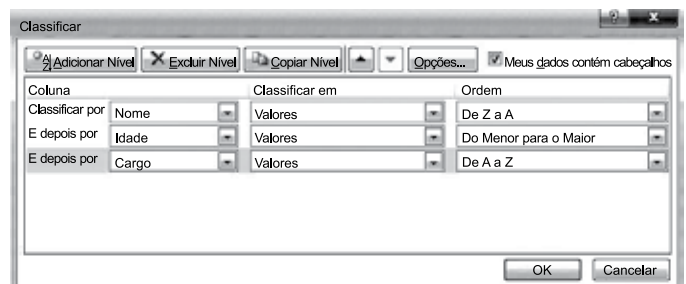 Classificar
Adicionar Nível Excluir Nível Copiar Nível Opções... Meus dados contém cabeçalhos
Coluna Classificar em Ordem
Classificar por Nome Valores De Z a A
E depois por Idade Valores Do Menor para o Maior
E depois por Cargo Valores De A a Z
OK Cancelar